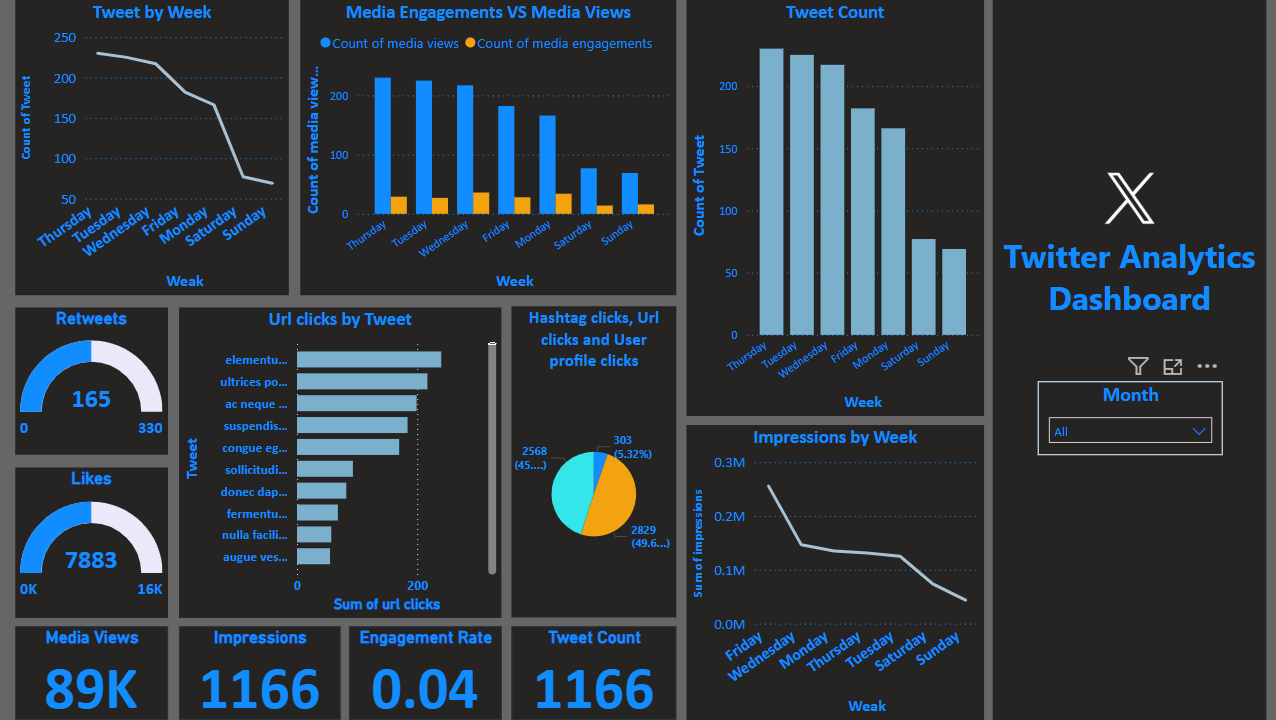 Tweet by Week
250
200
150
100
50
Count of Tweet
Thursday
Tuesday
Wednesday
Friday
Monday
Saturday
Sunday
Weak
Media Engagements VS Media Views
Count of media views
Count of media engagements
Count of media view...
200
100
0
Thursday
Tuesday
Wednesday
Friday
Monday
Saturday
Sunday
Week
Tweet Count
Count of Tweet
200
150
100
50
0
Thursday
Tuesday
Wednesday
Friday
Monday
Saturday
Sunday
Week
X
Twitter Analytics
Dashboard
Month
All
Retweets
165
0
330
Likes
7883
0K
16K
Url clicks by Tweet
Tweet
elementu...
ultrices po...
ac neque ...
suspendis...
congue eg...
sollicitudi...
donec dap...
fermentu...
nulla facili...
augue ves...
0
200
Sum of url clicks
Hashtag clicks, Url
clicks and User
profile clicks
303
(5.32%)
2568
(45....)
2829
(49.6...)
Impressions by Week
0.3M
0.2M
0.1M
0.0M
Sum of impressions
Friday
Wednesday
Monday
Thursday
Tuesday
Saturday
Sunday
Weak
Media Views
89K
Impressions
1166
Engagement Rate
0.04
Tweet Count
1166